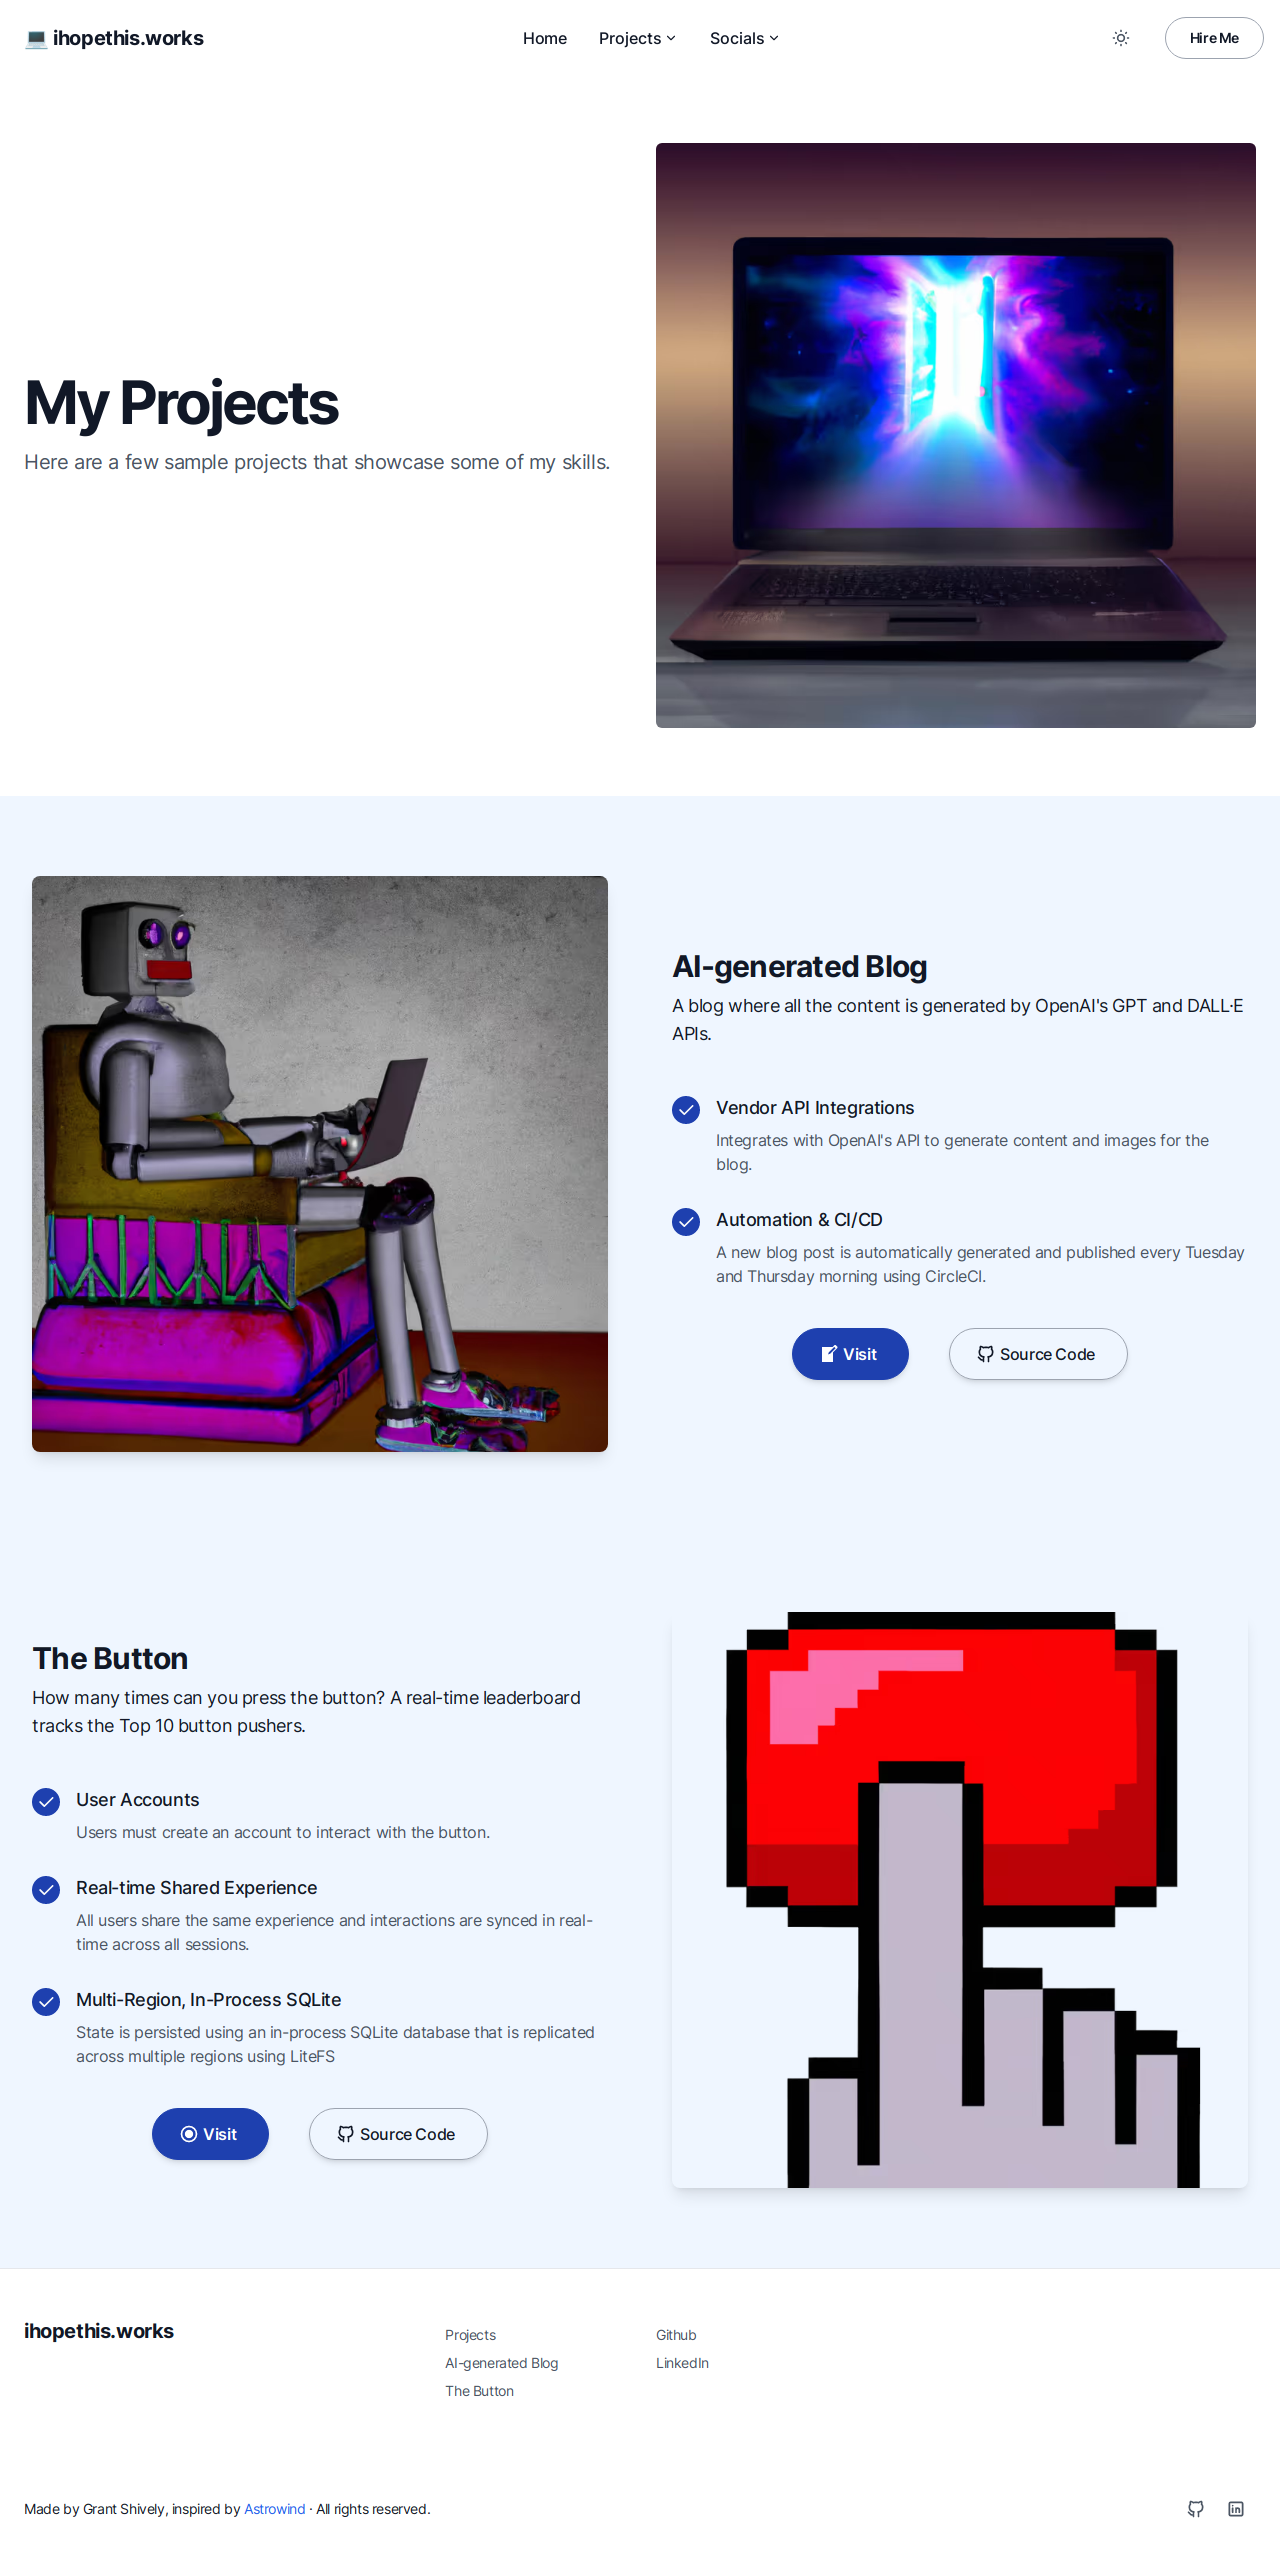 💻 ihopethis.works
Home
Projects
Socials
Hire Me
My Projects
Here are a few sample projects that showcase some of my skills.
AI-generated Blog
A blog where all the content is generated by OpenAI's GPT and DALL·E
APIs.
Vendor API Integrations
Integrates with OpenAI's API to generate content and images for the
blog.
Automation & CI/CD
A new blog post is automatically generated and published every Tuesday
and Thursday morning using CircleCI.
Visit
Source Code
The Button
How many times can you press the button? A real-time leaderboard
tracks the Top 10 button pushers.
User Accounts
Users must create an account to interact with the button.
Real-time Shared Experience
All users share the same experience and interactions are synced in real-
time across all sessions.
Multi-Region, In-Process SQLite
State is persisted using an in-process SQLite database that is replicated
across multiple regions using LiteFS
Visit
Source Code
ihopethis.works
Projects
AI-generated Blog
The Button
Github
LinkedIn
Made by Grant Shively, inspired by Astrowind · All rights reserved.